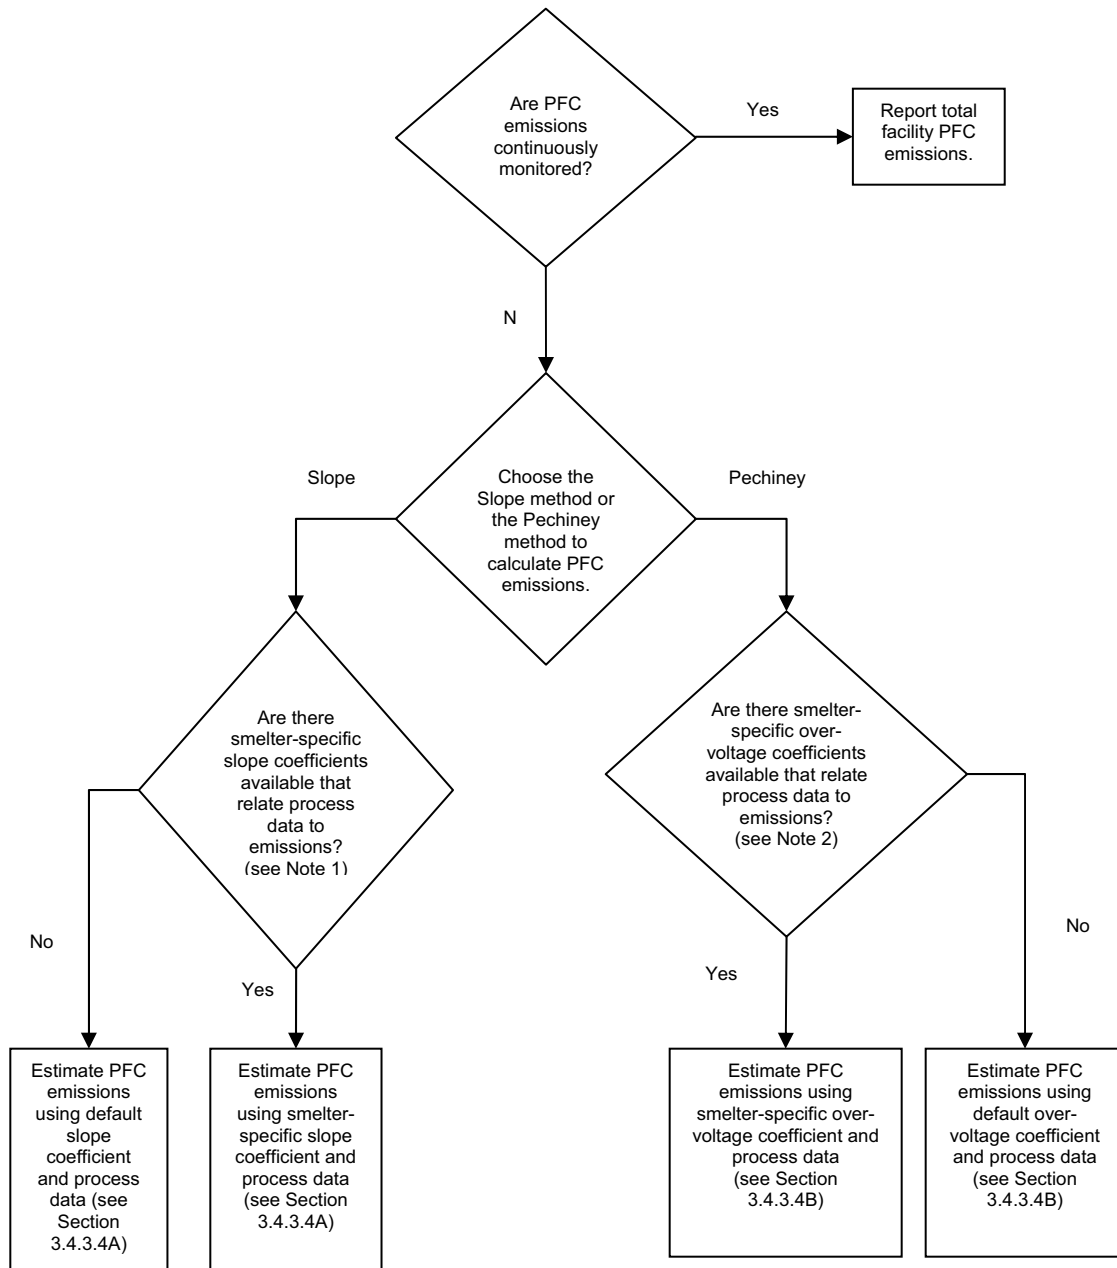 Are PFC
emissions
continuously
monitored?
Yes
Report total
facility PFC
emissions.
N
Slope
Choose the
Slope method or
the Pechiney
method to
calculate PFC
emissions.
Pechiney
Are there
smelter-specific
slope coefficients
available that
relate process
data to
emissions?
(see Note 1)
Are there smelter-
specific over-
voltage coefficients
available that relate
process data to
emissions?
(see Note 2)
No
Yes
Yes
No
Estimate PFC
emissions
using default
slope
coefficient
and process
data (see
Section
3.4.3.4A)
Estimate PFC
emissions
using smelter-
specific slope
coefficient and
process data
(see Section
3.4.3.4A)
Estimate PFC
emissions using
smelter-specific over-
voltage coefficient and
process data
(see Section
3.4.3.4B)
Estimate PFC
emissions using
default over-
voltage coefficient
and process data
(see Section
3.4.3.4B)